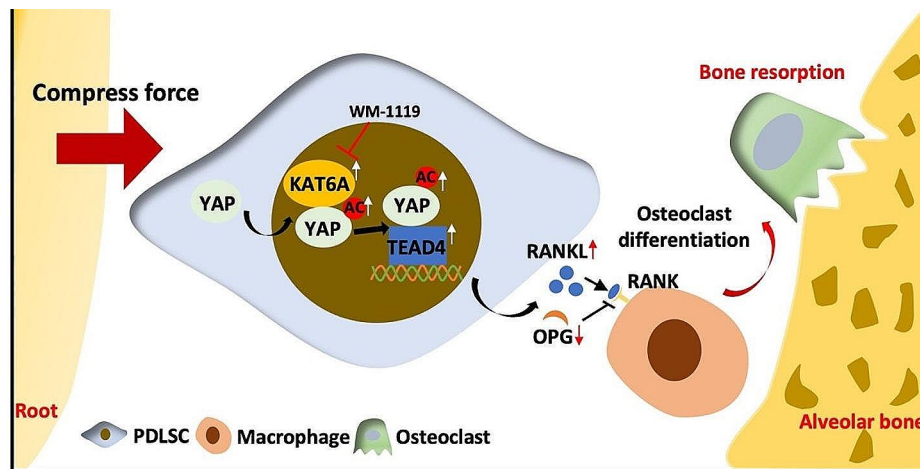 Compress force
Bone resorption
WM-1119
KAT6A
AC
YAP
AC
YAP
YAP
TEAD4
Osteoclast
differentiation
RANKL
RANK
OPG
Root
Alveolar bone
PDLSC
Macrophage
Osteoclast